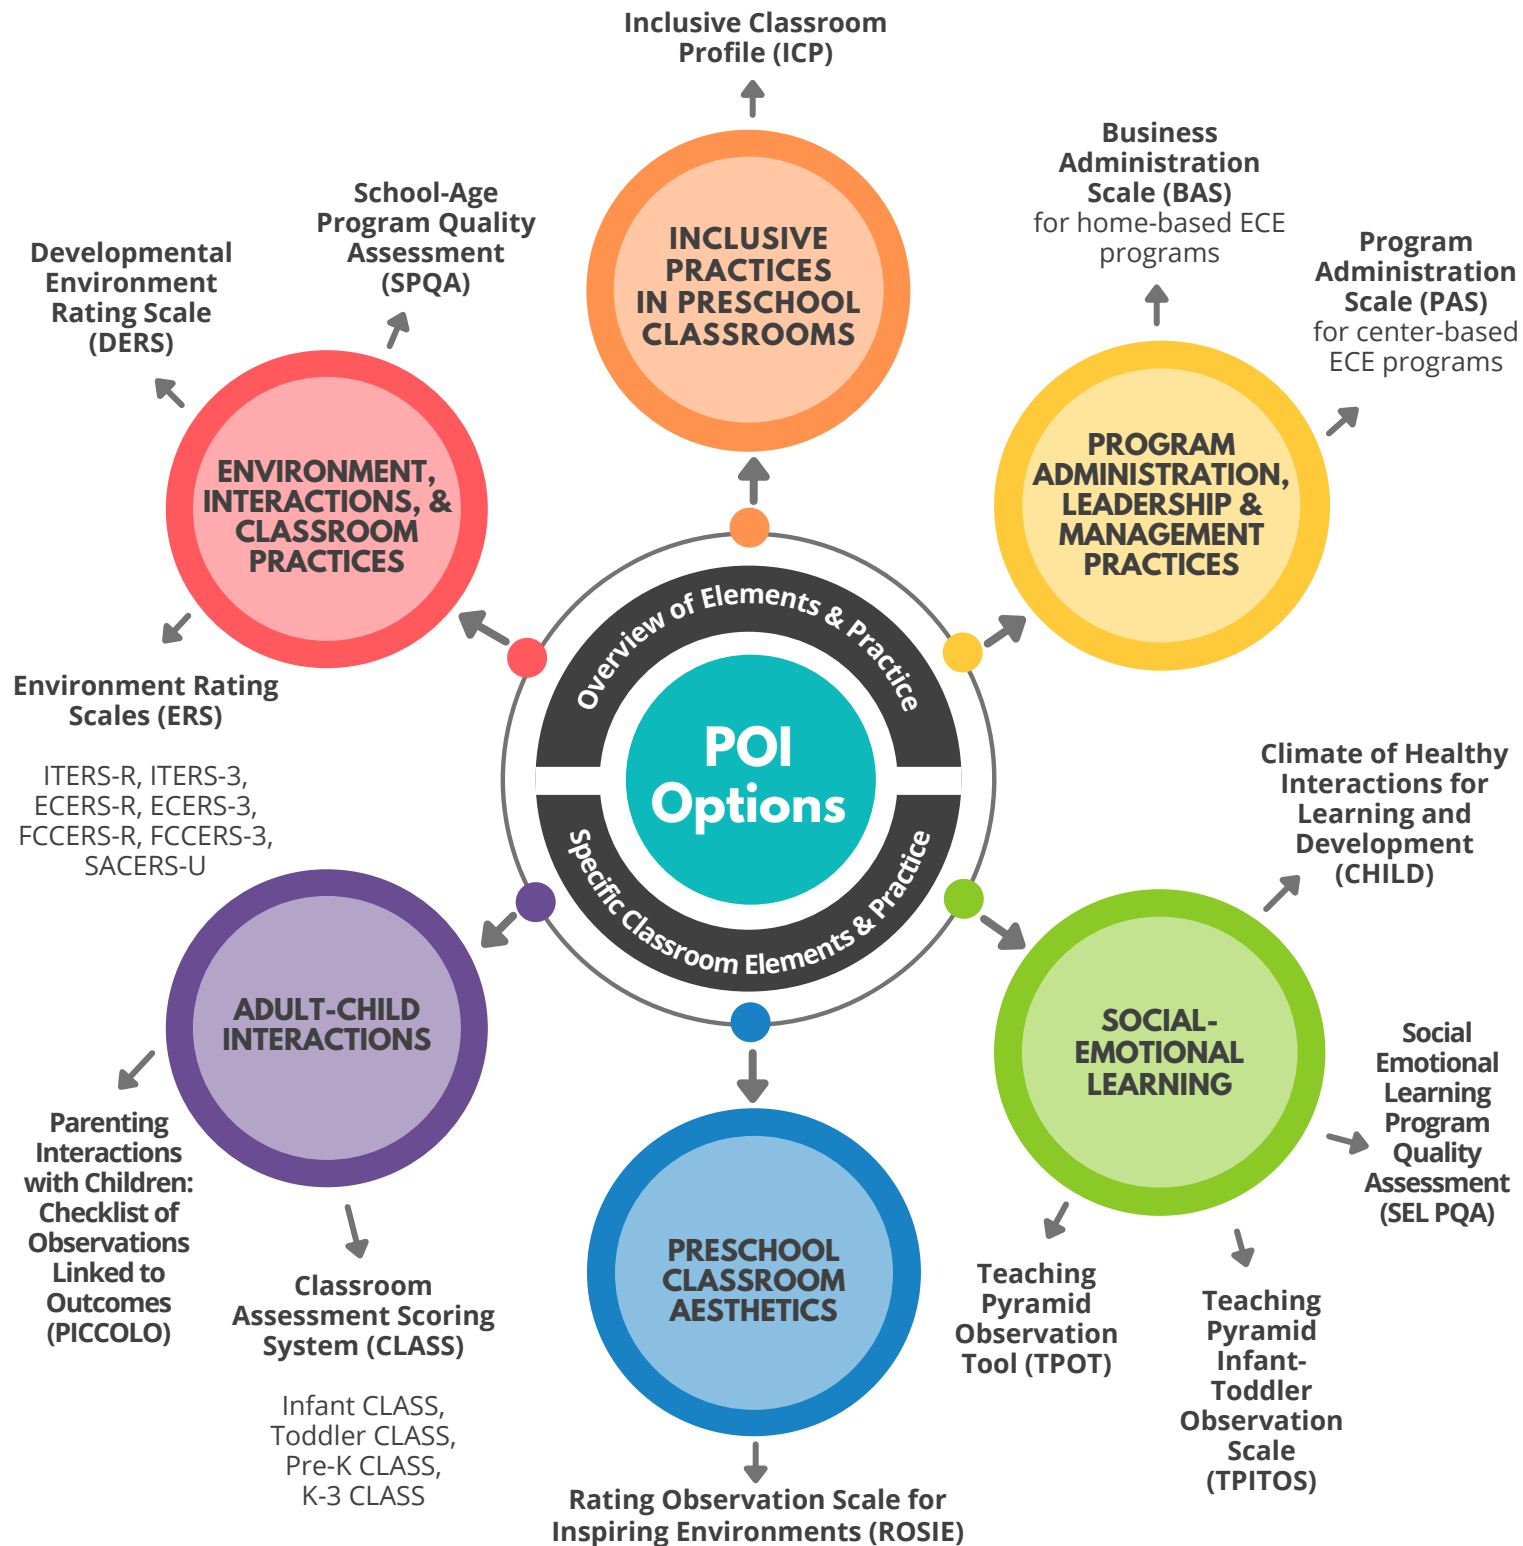 Inclusive Classroom
Profile (ICP)
INCLUSIVE
PRACTICES
IN PRESCHOOL
CLASSROOMS
Business
Administration
Scale (BAS)
for home-based ECE
programs
Program
Administration
Scale (PAS)
for center-based
ECE programs
PROGRAM
ADMINISTRATION,
LEADERSHIP &
MANAGEMENT
PRACTICES
School-Age
Program Quality
Assessment
(SPQA)
Developmental
Environment
Rating Scale
(DERS)
ENVIRONMENT,
INTERACTIONS, &
CLASSROOM
PRACTICES
Environment Rating
Scales (ERS)
ITERS-R, ITERS-3,
ECERS-R, ECERS-3,
FCCERS-R, FCCERS-3,
SACERS-U
Overview of Elements & Practice
POI
Options
Specific Classroom Elements & Practice
Climate of Healthy
Interactions for
Learning and
Development
(CHILD)
SOCIAL-
EMOTIONAL
LEARNING
Social
Emotional
Learning
Program
Quality
Assessment
(SEL PQA)
Teaching
Pyramid
Infant-
Toddler
Observation
Scale
(TPITOS)
Teaching
Pyramid
Observation
Tool (TPOT)
PRESCHOOL
CLASSROOM
AESTHETICS
Rating Observation Scale for
Inspiring Environments (ROSIE)
ADULT-CHILD
INTERACTIONS
Parenting
Interactions
with Children:
Checklist of
Observations
Linked to
Outcomes
(PICCOLO)
Classroom
Assessment Scoring
System (CLASS)
Infant CLASS,
Toddler CLASS,
Pre-K CLASS,
K-3 CLASS